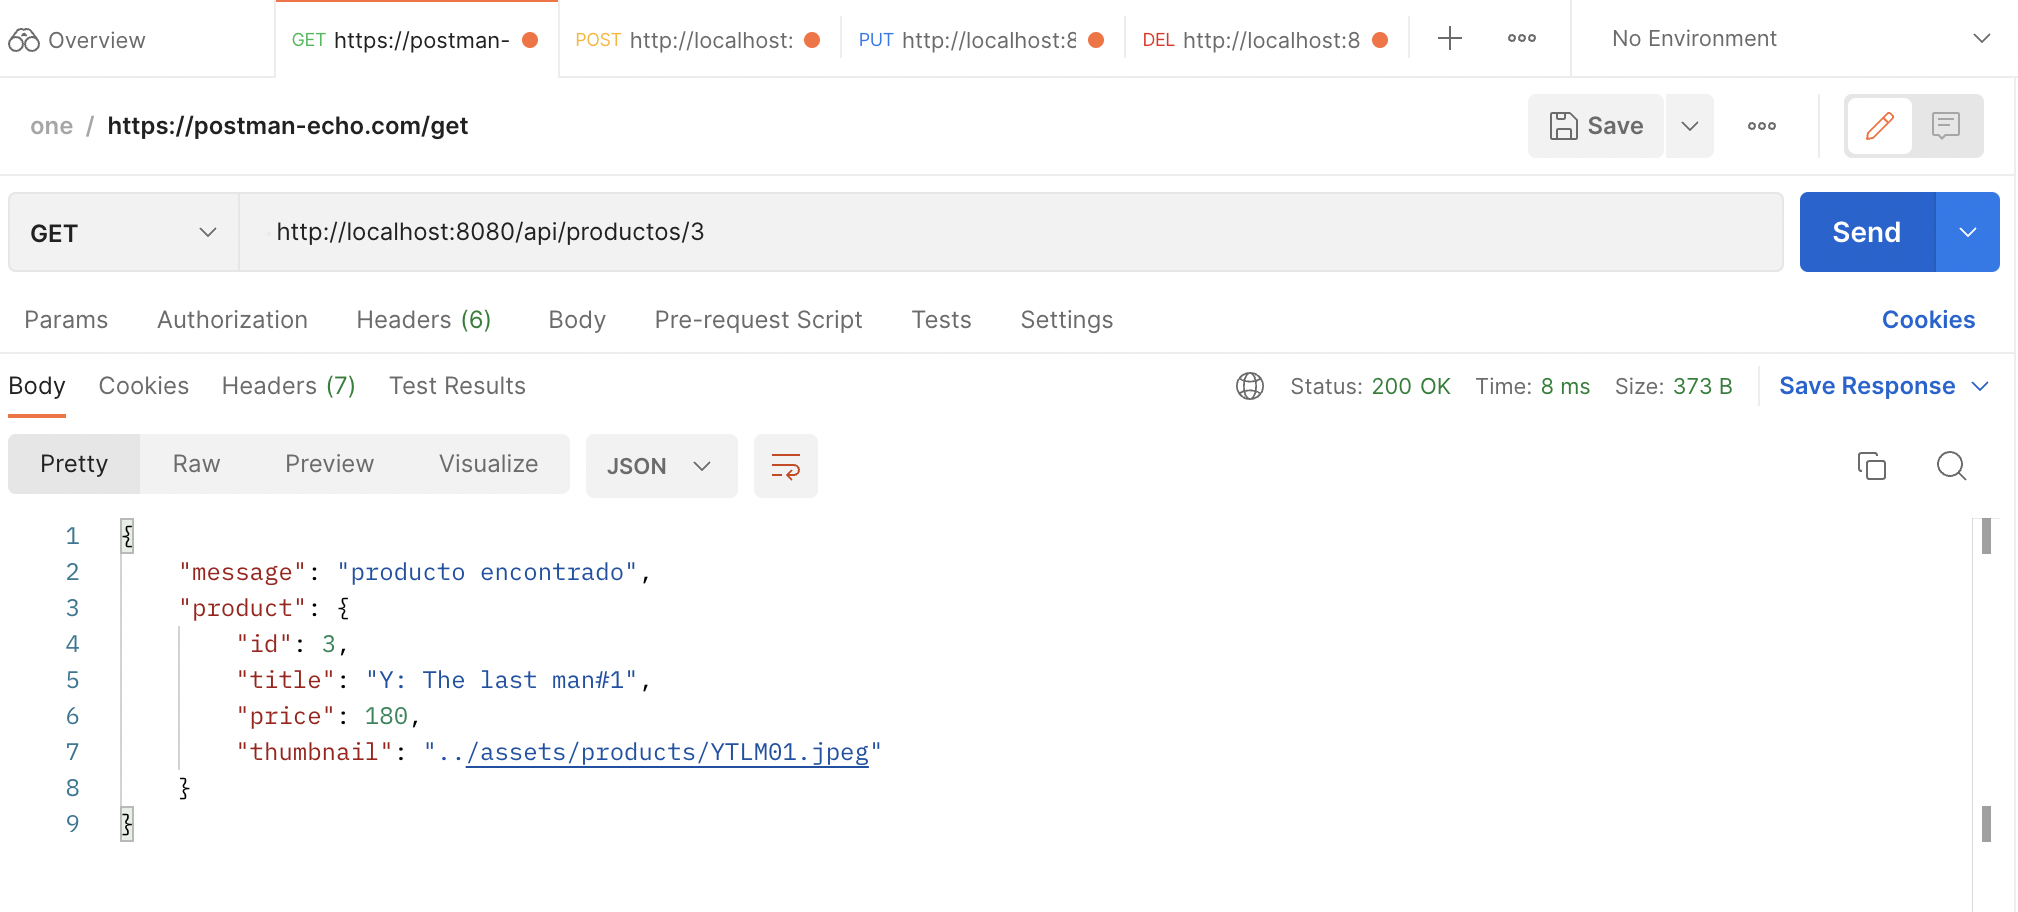 Overview GET https://postman- POST http://localhost: PUT http://localhost:8 DEL http://localhost:8 No Environment
one / https://postman-echo.com/get Save
GET http://localhost:8080/api/productos/3 Send
Params Authorization Headers (6) Body Pre-request Script Tests Settings Cookies
Body Cookies Headers (7) Test Results Status: 200 OK Time: 8 ms Size: 373 B Save Response
Pretty Raw Preview Visualize JSON
1 {
2 "message": "producto encontrado",
3 "product": {
4 "id": 3,
5 "title": "Y: The last man#1",
6 "price": 180,
7 "thumbnail": "../assets/products/YTLM01.jpeg"
8 }
9 }